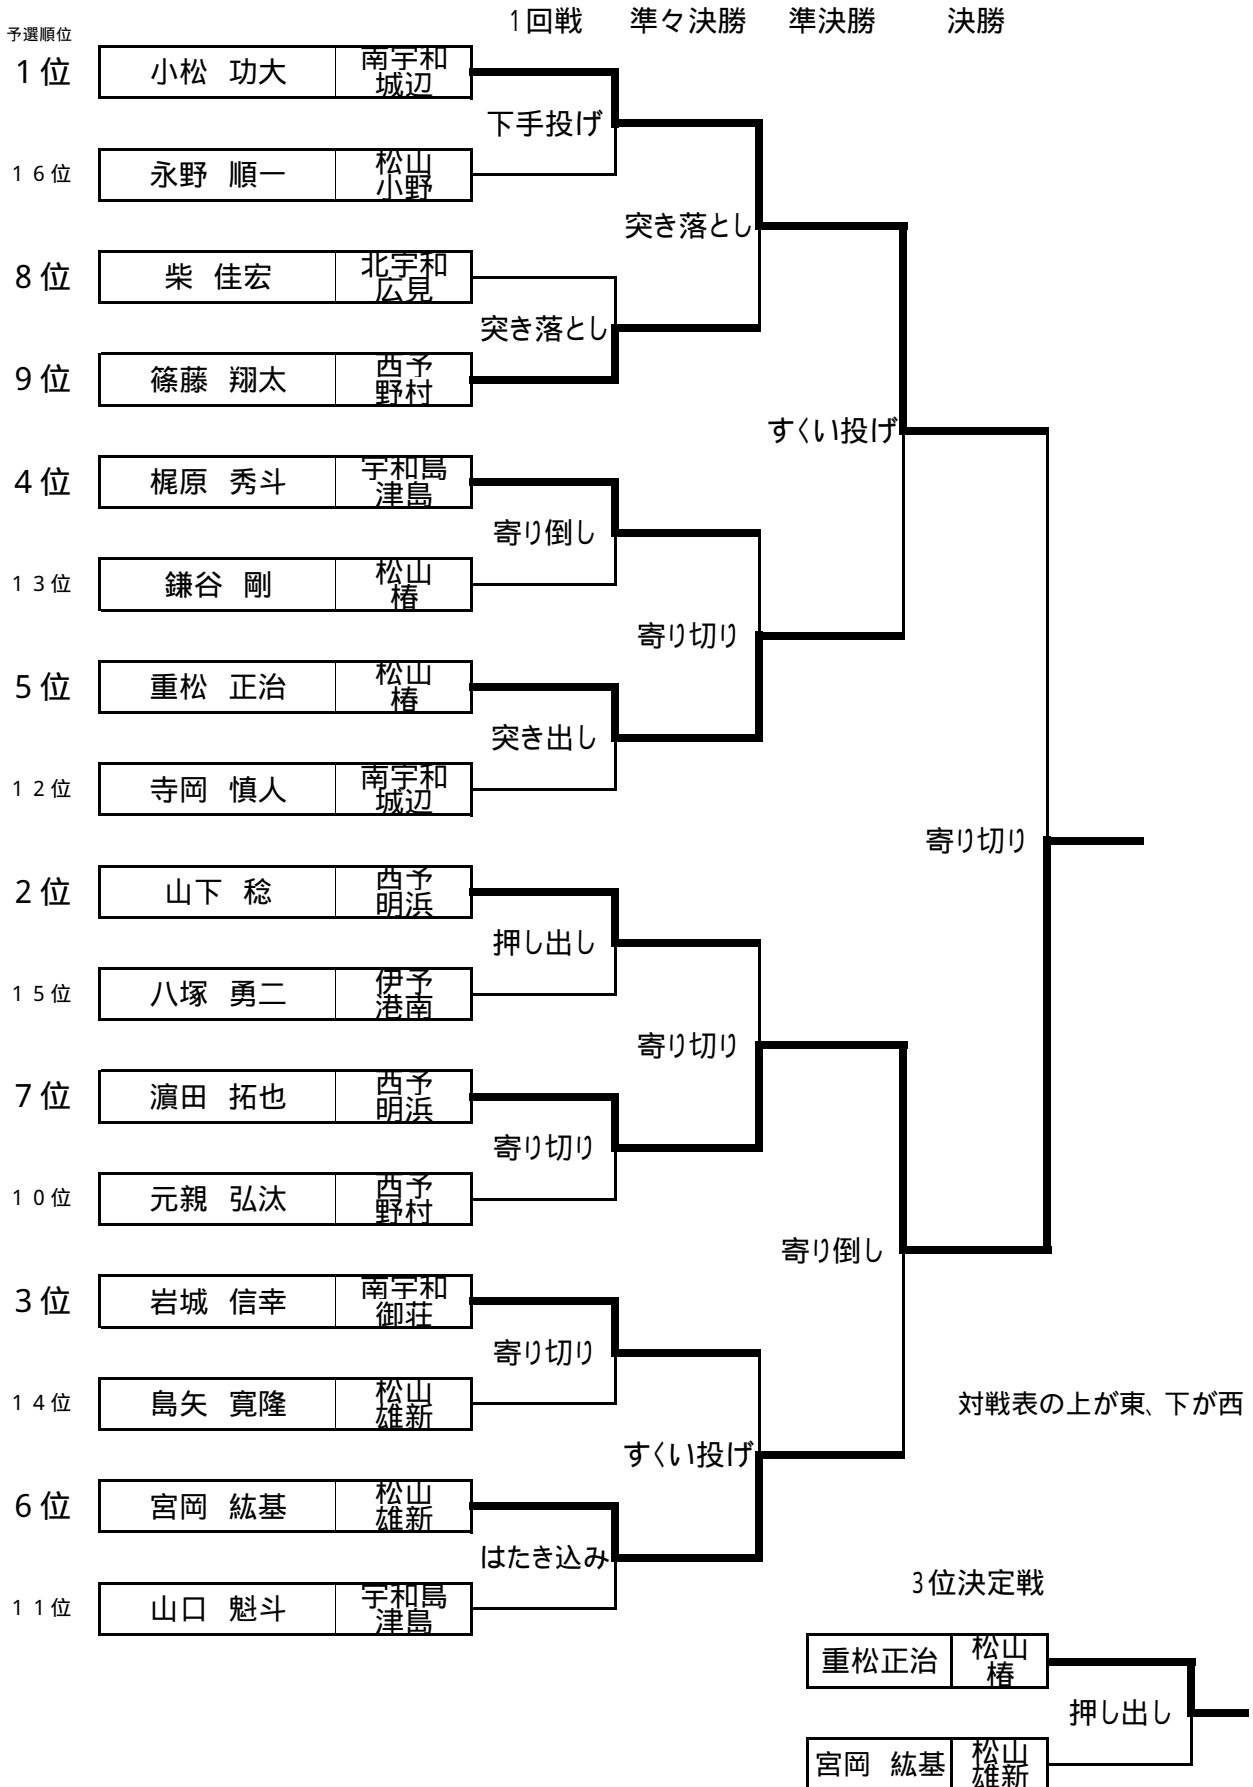 1回戦 準々決勝 準決勝 決勝
予選順位
1位 小松 功大 南宇和
城辺
下手投げ
16位 永野 順一 松山
小野
突き落とし
8位 柴 佳宏 北宇和
広見
突き落とし
9位 篠藤 翔太 西予
野村
すくい投げ
4位 梶原 秀斗 宇和島
津島
寄り倒し
13位 鎌谷 剛 松山
椿
寄り切り
5位 重松 正治 松山
椿
突き出し
12位 寺岡 慎人 南宇和
城辺
寄り切り
2位 山下 稔 西予
明浜
押し出し
15位 八塚 勇二 伊予
港南
寄り切り
7位 濵田 拓也 西予
明浜
寄り切り
10位 元親 弘汰 西予
野村
寄り倒し
3位 岩城 信幸 南宇和
御荘
寄り切り
14位 島矢 寛隆 松山
雄新
対戦表の上が東、下が西
すくい投げ
6位 宮岡 紘基 松山
雄新
はたき込み
11位 山口 魁斗 宇和島
津島
3位決定戦
重松正治 松山
椿
押し出し
宮岡 紘基 松山
雄新